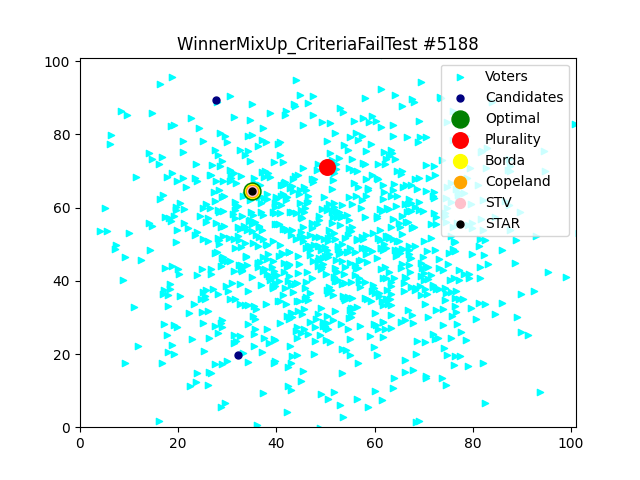 WinnerMixUp_CriteriaFailTest #5188
100
80
60
40
20
0
0
20
40
60
80
100
Voters
Candidates
Optimal
Plurality
Borda
Copeland
STV
STAR